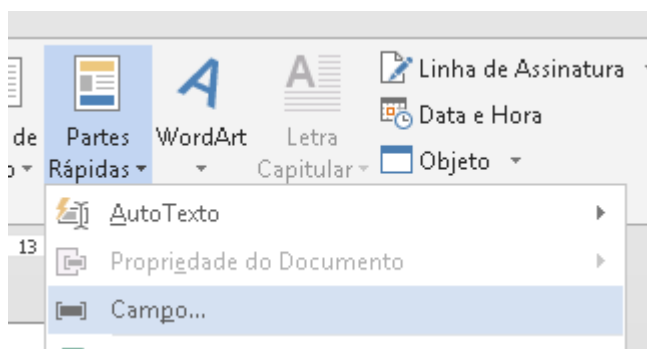 Linha de Assinatura
Data e Hora
Objeto
de
Partes Rápidas
WordArt
Letra Capitular
AutoTexto
13
Propriedade do Documento
Campo...